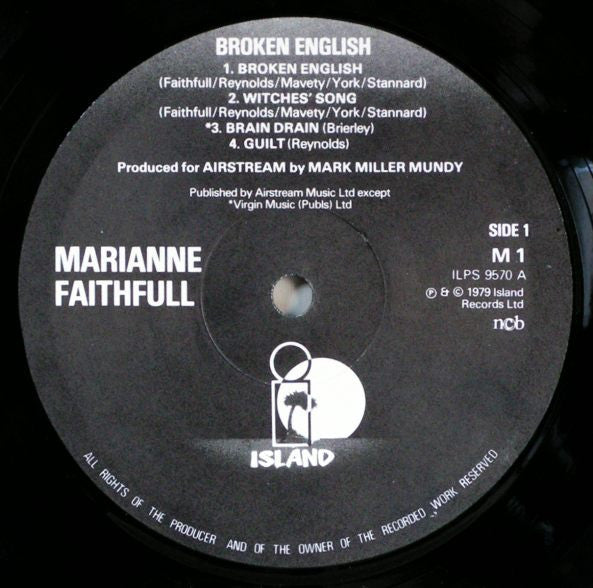 BROKEN ENGLISH
1. BROKEN ENGLISH
(Faithfull/Reynolds/Mavety/York/Stannard)
2. WITCHES' SONG
(Faithfull/Reynolds/Mavety/York/Stannard)
*3. BRAIN DRAIN (Brierley)
4. GUILT (Reynolds)
Produced for AIRSTREAM by MARK MILLER MUNDY
Published by Airstream Music Ltd except
*Virgin Music (Publs) Ltd
SIDE 1
M 1
ILPS 9570 A
℗ & © 1979 Island
Records Ltd
ncb
MARIANNE
FAITHFULL
ISLAND
ALL RIGHTS OF THE PRODUCER AND OF THE OWNER OF THE RECORDED WORK RESERVED